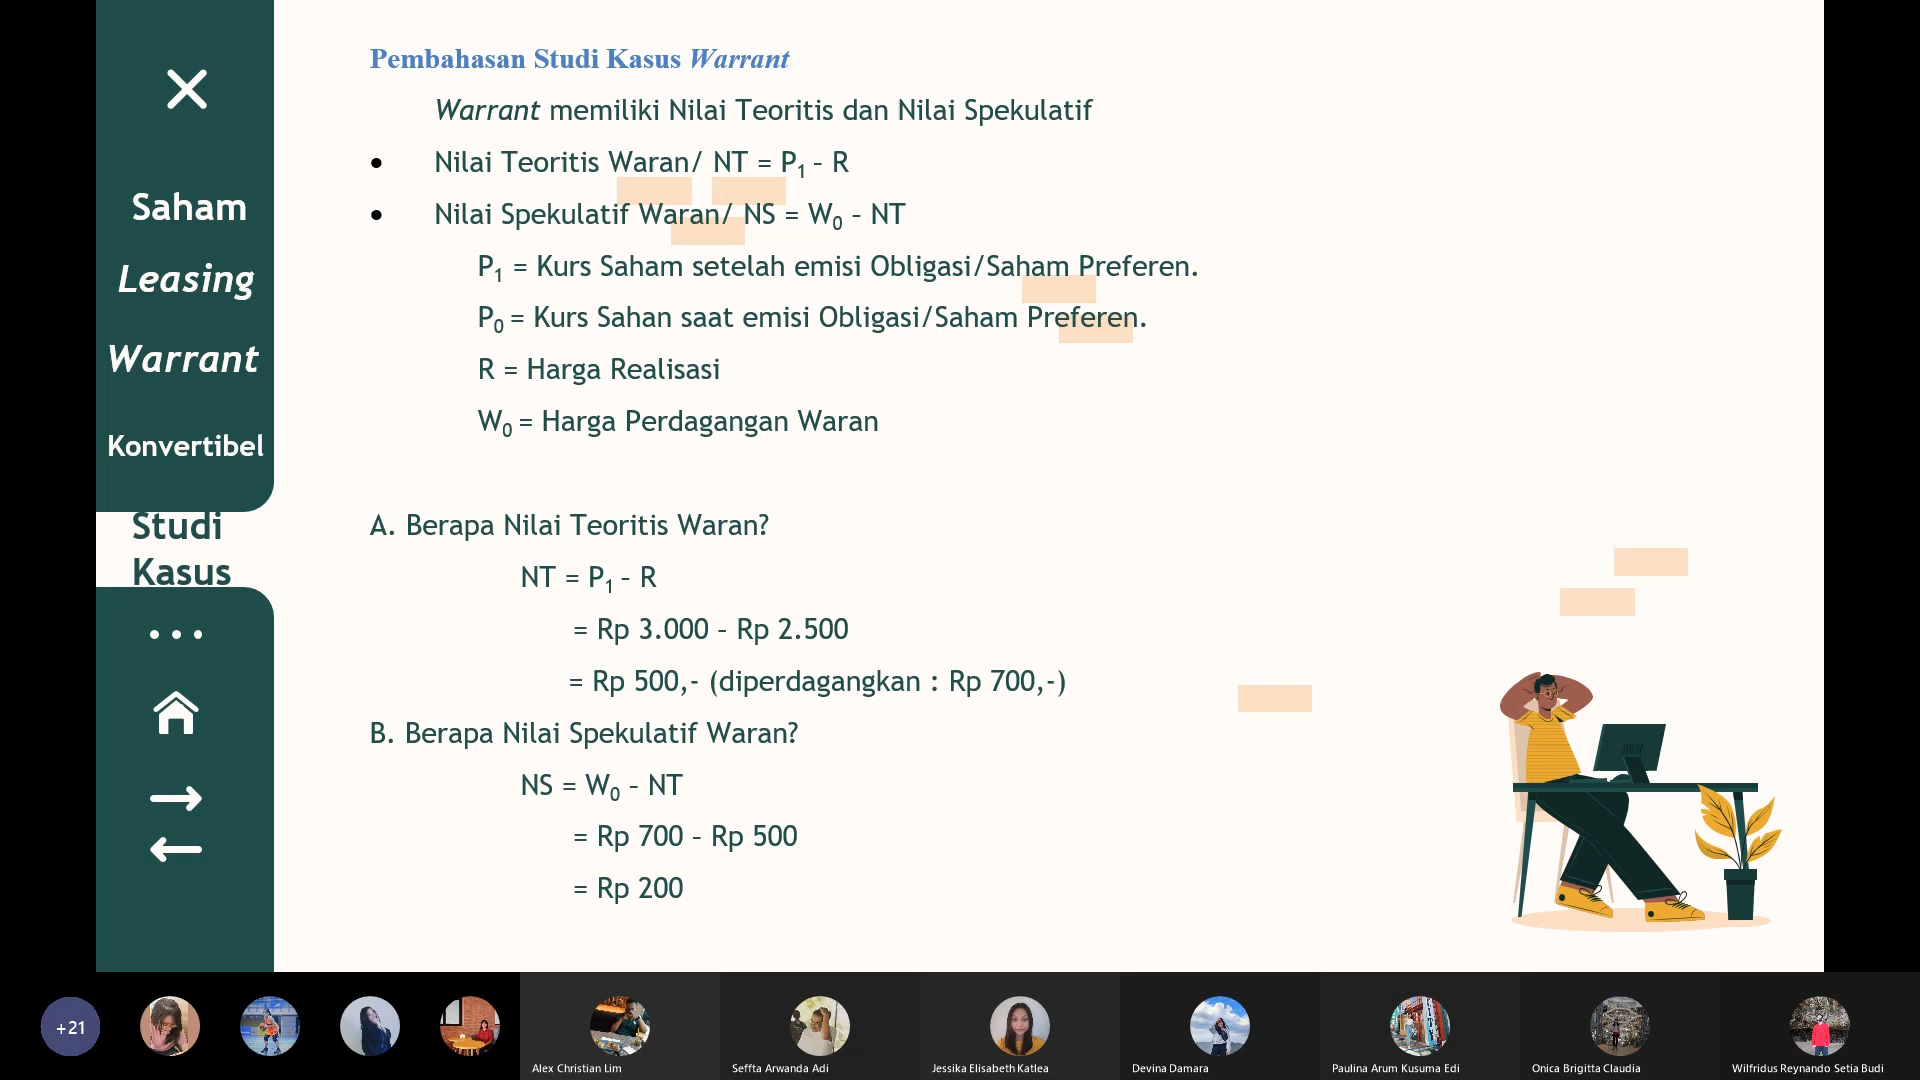 Saham
Leasing
Warrant
Konvertibel
Studi
Kasus
Pembahasan Studi Kasus Warrant
Warrant memiliki Nilai Teoritis dan Nilai Spekulatif
• Nilai Teoritis Waran/ NT = P₁ – R
• Nilai Spekulatif Waran/ NS = W₀ – NT
P₁ = Kurs Saham setelah emisi Obligasi/Saham Preferen.
P₀ = Kurs Sahan saat emisi Obligasi/Saham Preferen.
R = Harga Realisasi
W₀ = Harga Perdagangan Waran
A. Berapa Nilai Teoritis Waran?
NT = P₁ – R
= Rp 3.000 – Rp 2.500
= Rp 500,- (diperdagangkan : Rp 700,-)
B. Berapa Nilai Spekulatif Waran?
NS = W₀ – NT
= Rp 700 – Rp 500
= Rp 200
+21
Alex Christian Lim
Seffta Arwanda Adi
Jessika Elisabeth Katlea
Devina Damara
Paulina Arum Kusuma Edi
Onica Brigitta Claudia
Wilfridus Reynando Setia Budi